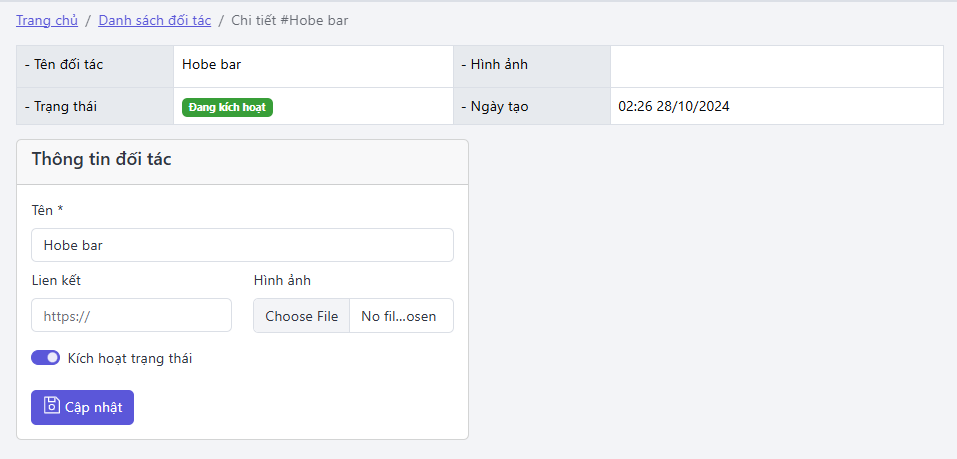 Trang chủ / Danh sách đối tác / Chi tiết #Hobe bar
- Tên đối tác Hobe bar - Hình ảnh
- Trạng thái Đang kích hoạt - Ngày tạo 02:26 28/10/2024
Thông tin đối tác
Tên *
Hobe bar
Lien kết Hình ảnh
https:// Choose File No fil...osen
Kích hoạt trạng thái
Cập nhật